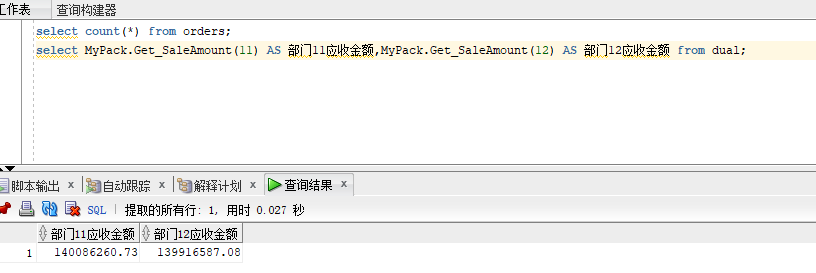 工作表 查询构建器
select count(*) from orders;
select MyPack.Get_SaleAmount(11) AS 部门11应收金额,MyPack.Get_SaleAmount(12) AS 部门12应收金额 from dual;
脚本输出 x 自动跟踪 x 解释计划 x 查询结果 x
SQL | 提取的所有行: 1, 用时 0.027 秒
部门11应收金额 部门12应收金额
1 140086260.73 139916587.08